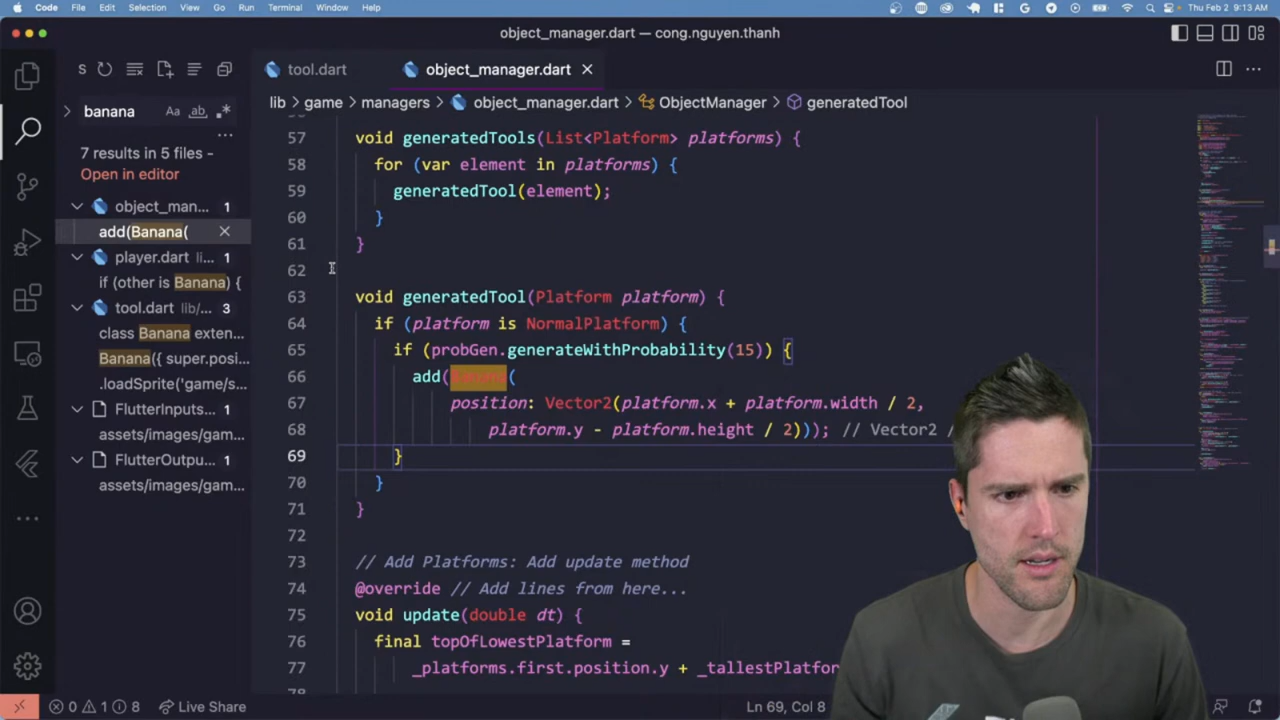 Code File Edit Selection View Go Run Terminal Window Help
Thu Feb 2 9:13 AM
object_manager.dart — cong.nguyen.thanh
S
tool.dart
object_manager.dart
banana
Aa ab
lib > game > managers > object_manager.dart > ObjectManager > generatedTool
7 results in 5 files -
Open in editor
object_man... 1
add(Banana(
player.dart li... 1
if (other is Banana) {
tool.dart lib/... 3
class Banana exten...
Banana({ super.posi...
.loadSprite('game/s...
FlutterInputs... 1
assets/images/gam...
FlutterOutpu... 1
assets/images/gam...
57 void generatedTools(List<Platform> platforms) {
58 for (var element in platforms) {
59 generatedTool(element);
60 }
61 }
62
63 void generatedTool(Platform platform) {
64 if (platform is NormalPlatform) {
65 if (probGen.generateWithProbability(15)) {
66 add(Banana(
67 position: Vector2(platform.x + platform.width / 2,
68 platform.y - platform.height / 2))); // Vector2 /
69 }
70 }
71 }
72
73 // Add Platforms: Add update method
74 @override // Add lines from here...
75 void update(double dt) {
76 final topOfLowestPlatform =
77 _platforms.first.position.y + _tallestPlatfor
78
0 1 8 Live Share
Ln 69, Col 8